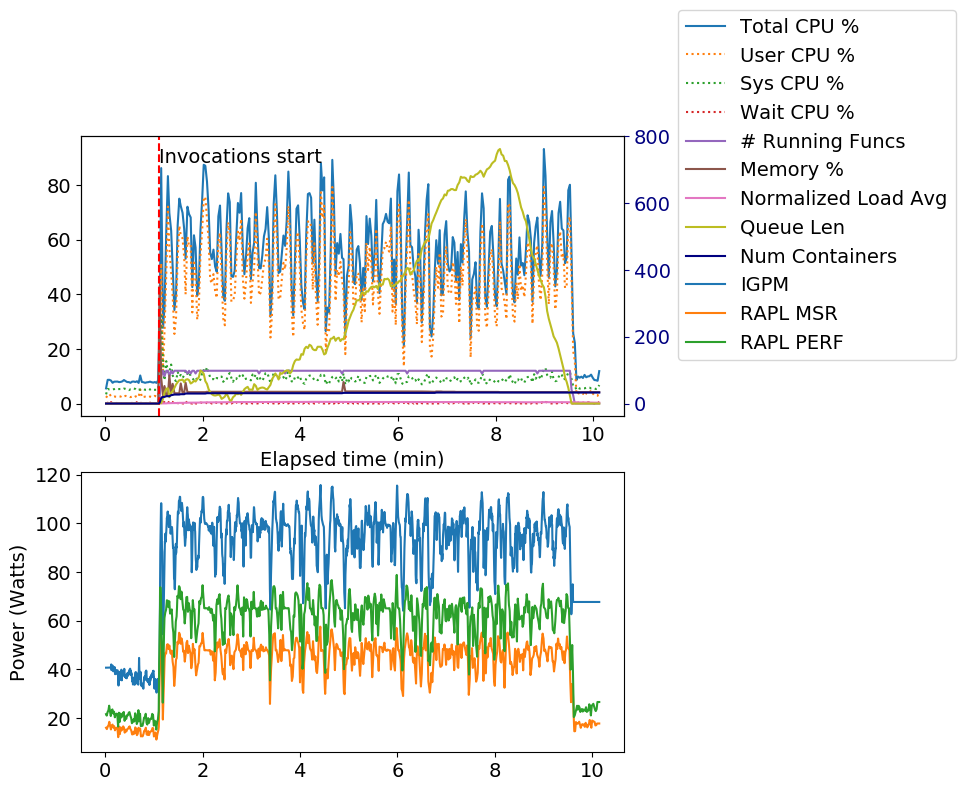 Total CPU %
User CPU %
Sys CPU %
Wait CPU %
# Running Funcs
Memory %
Normalized Load Avg
Queue Len
Num Containers
IGPM
RAPL MSR
RAPL PERF
Invocations start
80
60
40
20
0
800
600
400
200
0
0 2 4 6 8 10
Elapsed time (min)
Power (Watts)
120
100
80
60
40
20
0 2 4 6 8 10